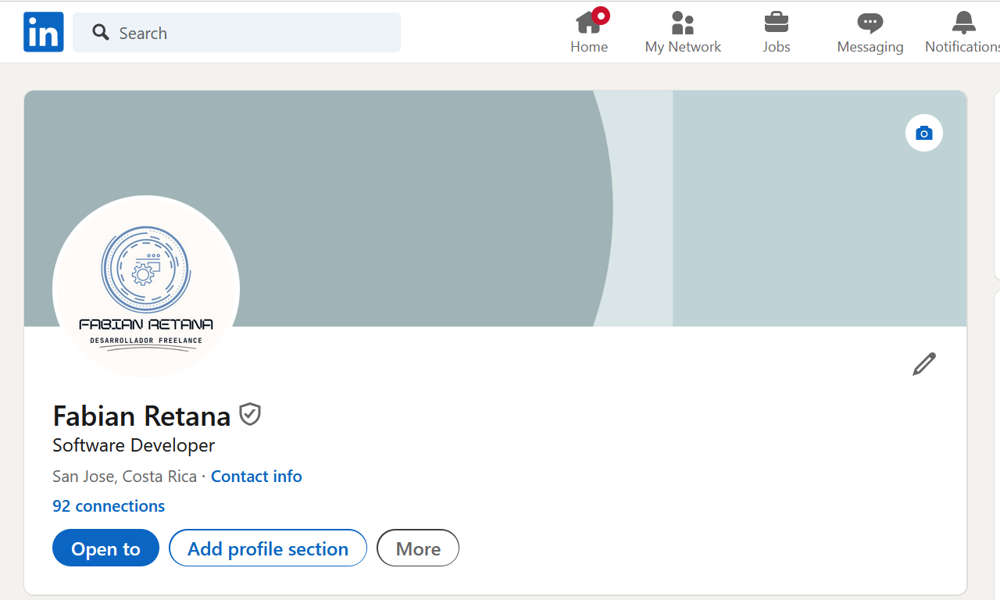 in
Search
Home
My Network
Jobs
Messaging
Notifications
FABIAN RETANA
DESARROLLADOR FREELANCE
Fabian Retana
Software Developer
San Jose, Costa Rica · Contact info
92 connections
Open to
Add profile section
More